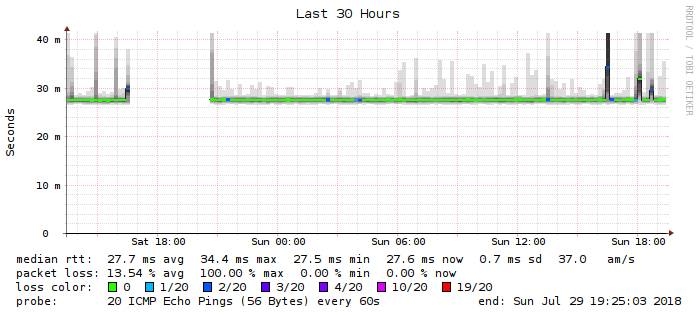 Last 30 Hours
RRDTOOL / TOBI OETIKER
Seconds
40 m
30 m
20 m
10 m
0
Sat 18:00 Sun 00:00 Sun 06:00 Sun 12:00 Sun 18:00
median rtt: 27.7 ms avg 34.4 ms max 27.5 ms min 27.6 ms now 0.7 ms sd 37.0 am/s
packet loss: 13.54 % avg 100.00 % max 0.00 % min 0.00 % now
loss color: 0 1/20 2/20 3/20 4/20 10/20 19/20
probe: 20 ICMP Echo Pings (56 Bytes) every 60s end: Sun Jul 29 19:25:03 2018